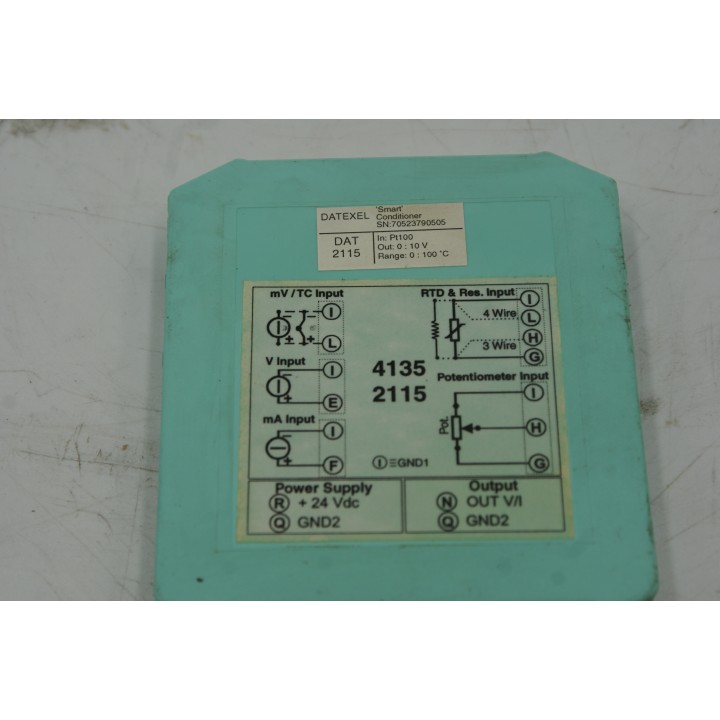 DATEXEL
'Smart'
Conditioner
SN:70523790505
DAT
2115
In: Pt100
Out: 0 : 10 V
Range: 0 : 100 °C
mV / TC Input
I
L
V Input
I
E
mA Input
I
F
4135
2115
I ≡GND1
RTD & Res. Input
I
4 Wire L
H
3 Wire
G
Potentiometer Input
I
Pot.
H
G
Power Supply
R + 24 Vdc
Q GND2
Output
N OUT V/I
Q GND2